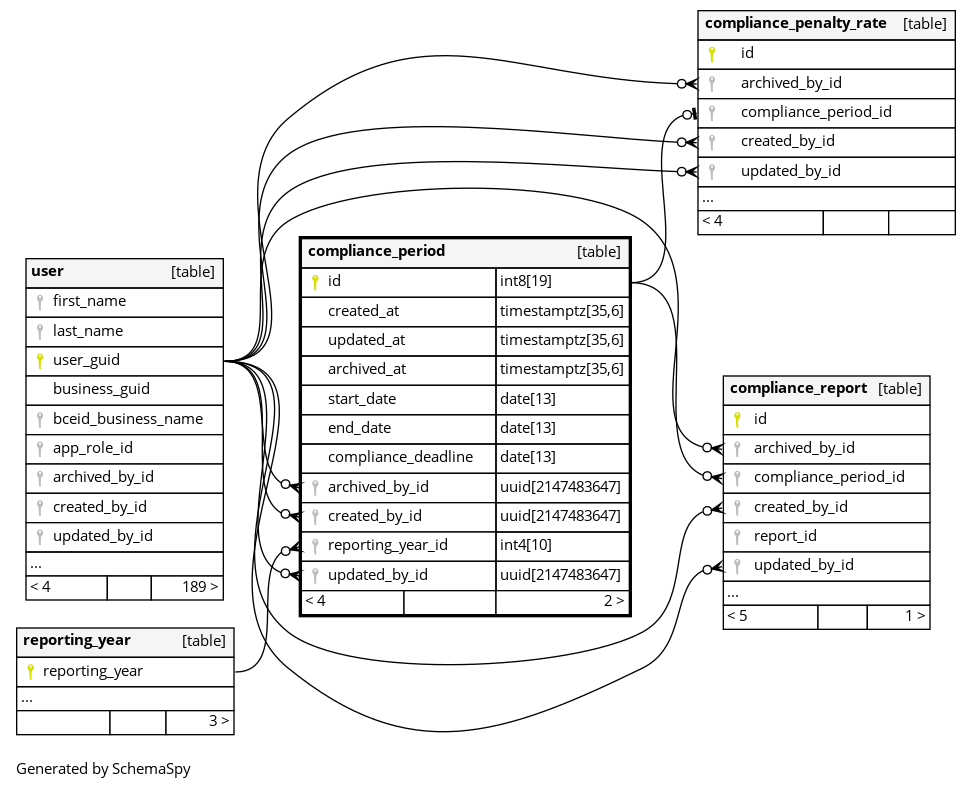 compliance_penalty_rate [table]
id
archived_by_id
compliance_period_id
created_by_id
updated_by_id
...
< 4
compliance_period [table]
id int8[19]
created_at timestamptz[35,6]
updated_at timestamptz[35,6]
archived_at timestamptz[35,6]
start_date date[13]
end_date date[13]
compliance_deadline date[13]
archived_by_id uuid[2147483647]
created_by_id uuid[2147483647]
reporting_year_id int4[10]
updated_by_id uuid[2147483647]
< 4 2 >
user [table]
first_name
last_name
user_guid
business_guid
bceid_business_name
app_role_id
archived_by_id
created_by_id
updated_by_id
...
< 4 189 >
compliance_report [table]
id
archived_by_id
compliance_period_id
created_by_id
report_id
updated_by_id
...
< 5 1 >
reporting_year [table]
reporting_year
...
3 >
Generated by SchemaSpy